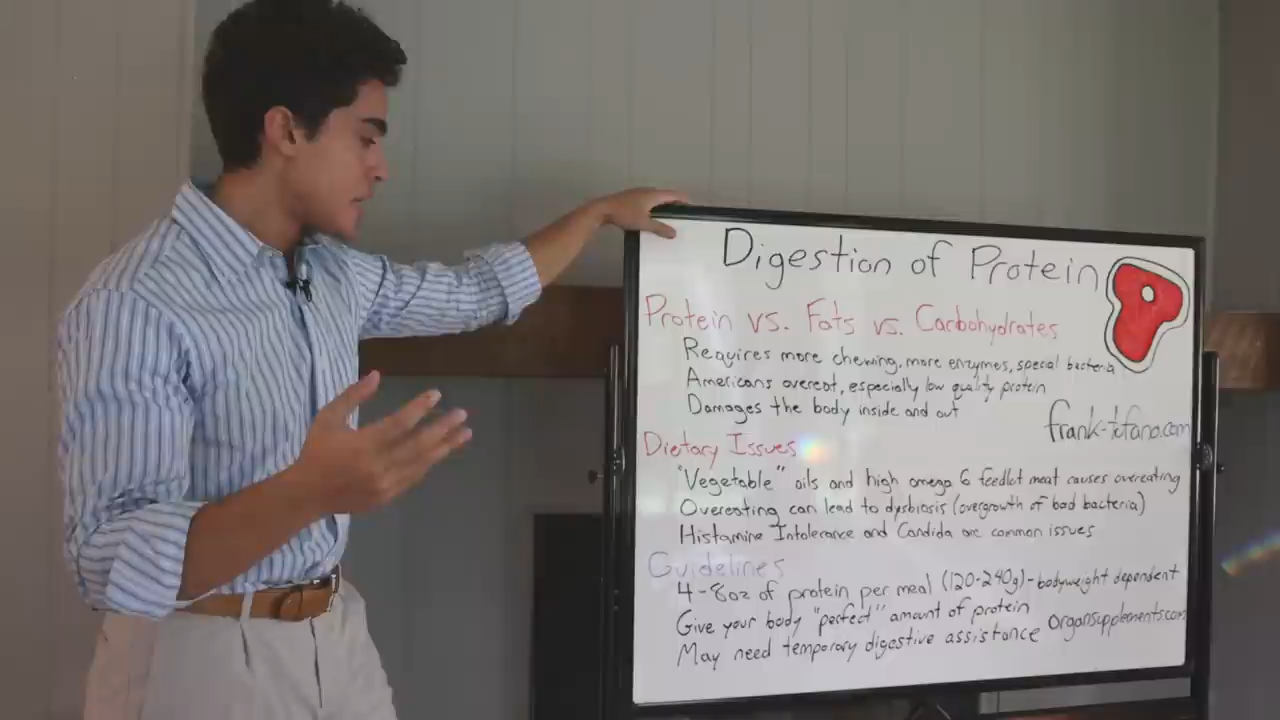 Digestion of Protein
Protein vs. Fats vs. Carbohydrates
Requires more chewing, more enzymes, special bacteria
Americans overeat, especially low quality protein
Damages the body inside and out
frank-tufano.com
Dietary Issues
"Vegetable" oils and high omega 6 feedlot meat causes overeating
Overeating can lead to dysbiosis (overgrowth of bad bacteria)
Histamine Intolerance and Candida are common issues
Guidelines
4-8oz of protein per meal (120-240g)-bodyweight dependent
Give your body "perfect" amount of protein
organsupplements.com
May need temporary digestive assistance